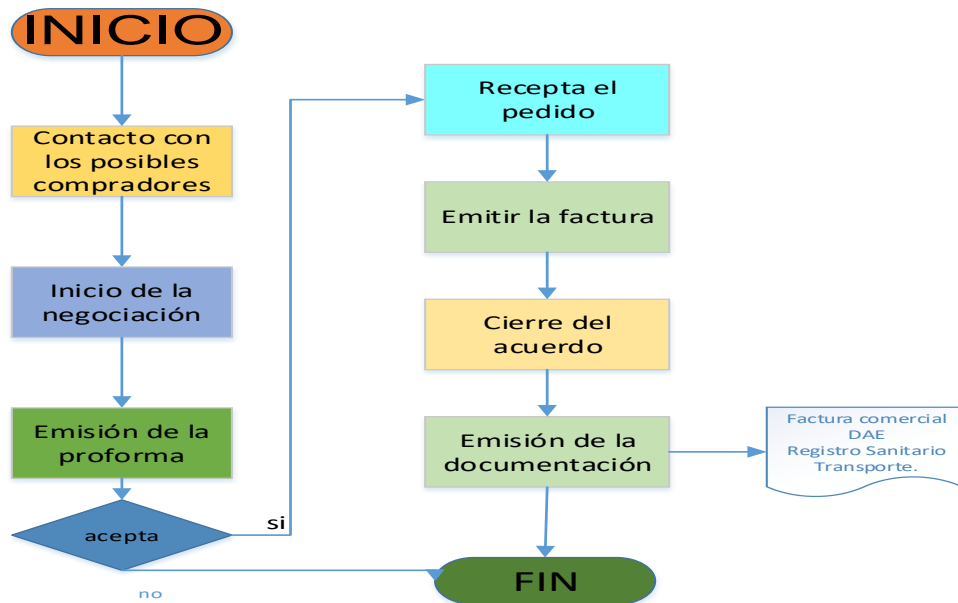 INICIO
Contacto con
los posibles
compradores
Inicio de la
negociación
Emisión de la
proforma
acepta
si
no
Recepta el
pedido
Emitir la factura
Cierre del
acuerdo
Emisión de la
documentación
Factura comercial
DAE
Registro Sanitario
Transporte.
FIN